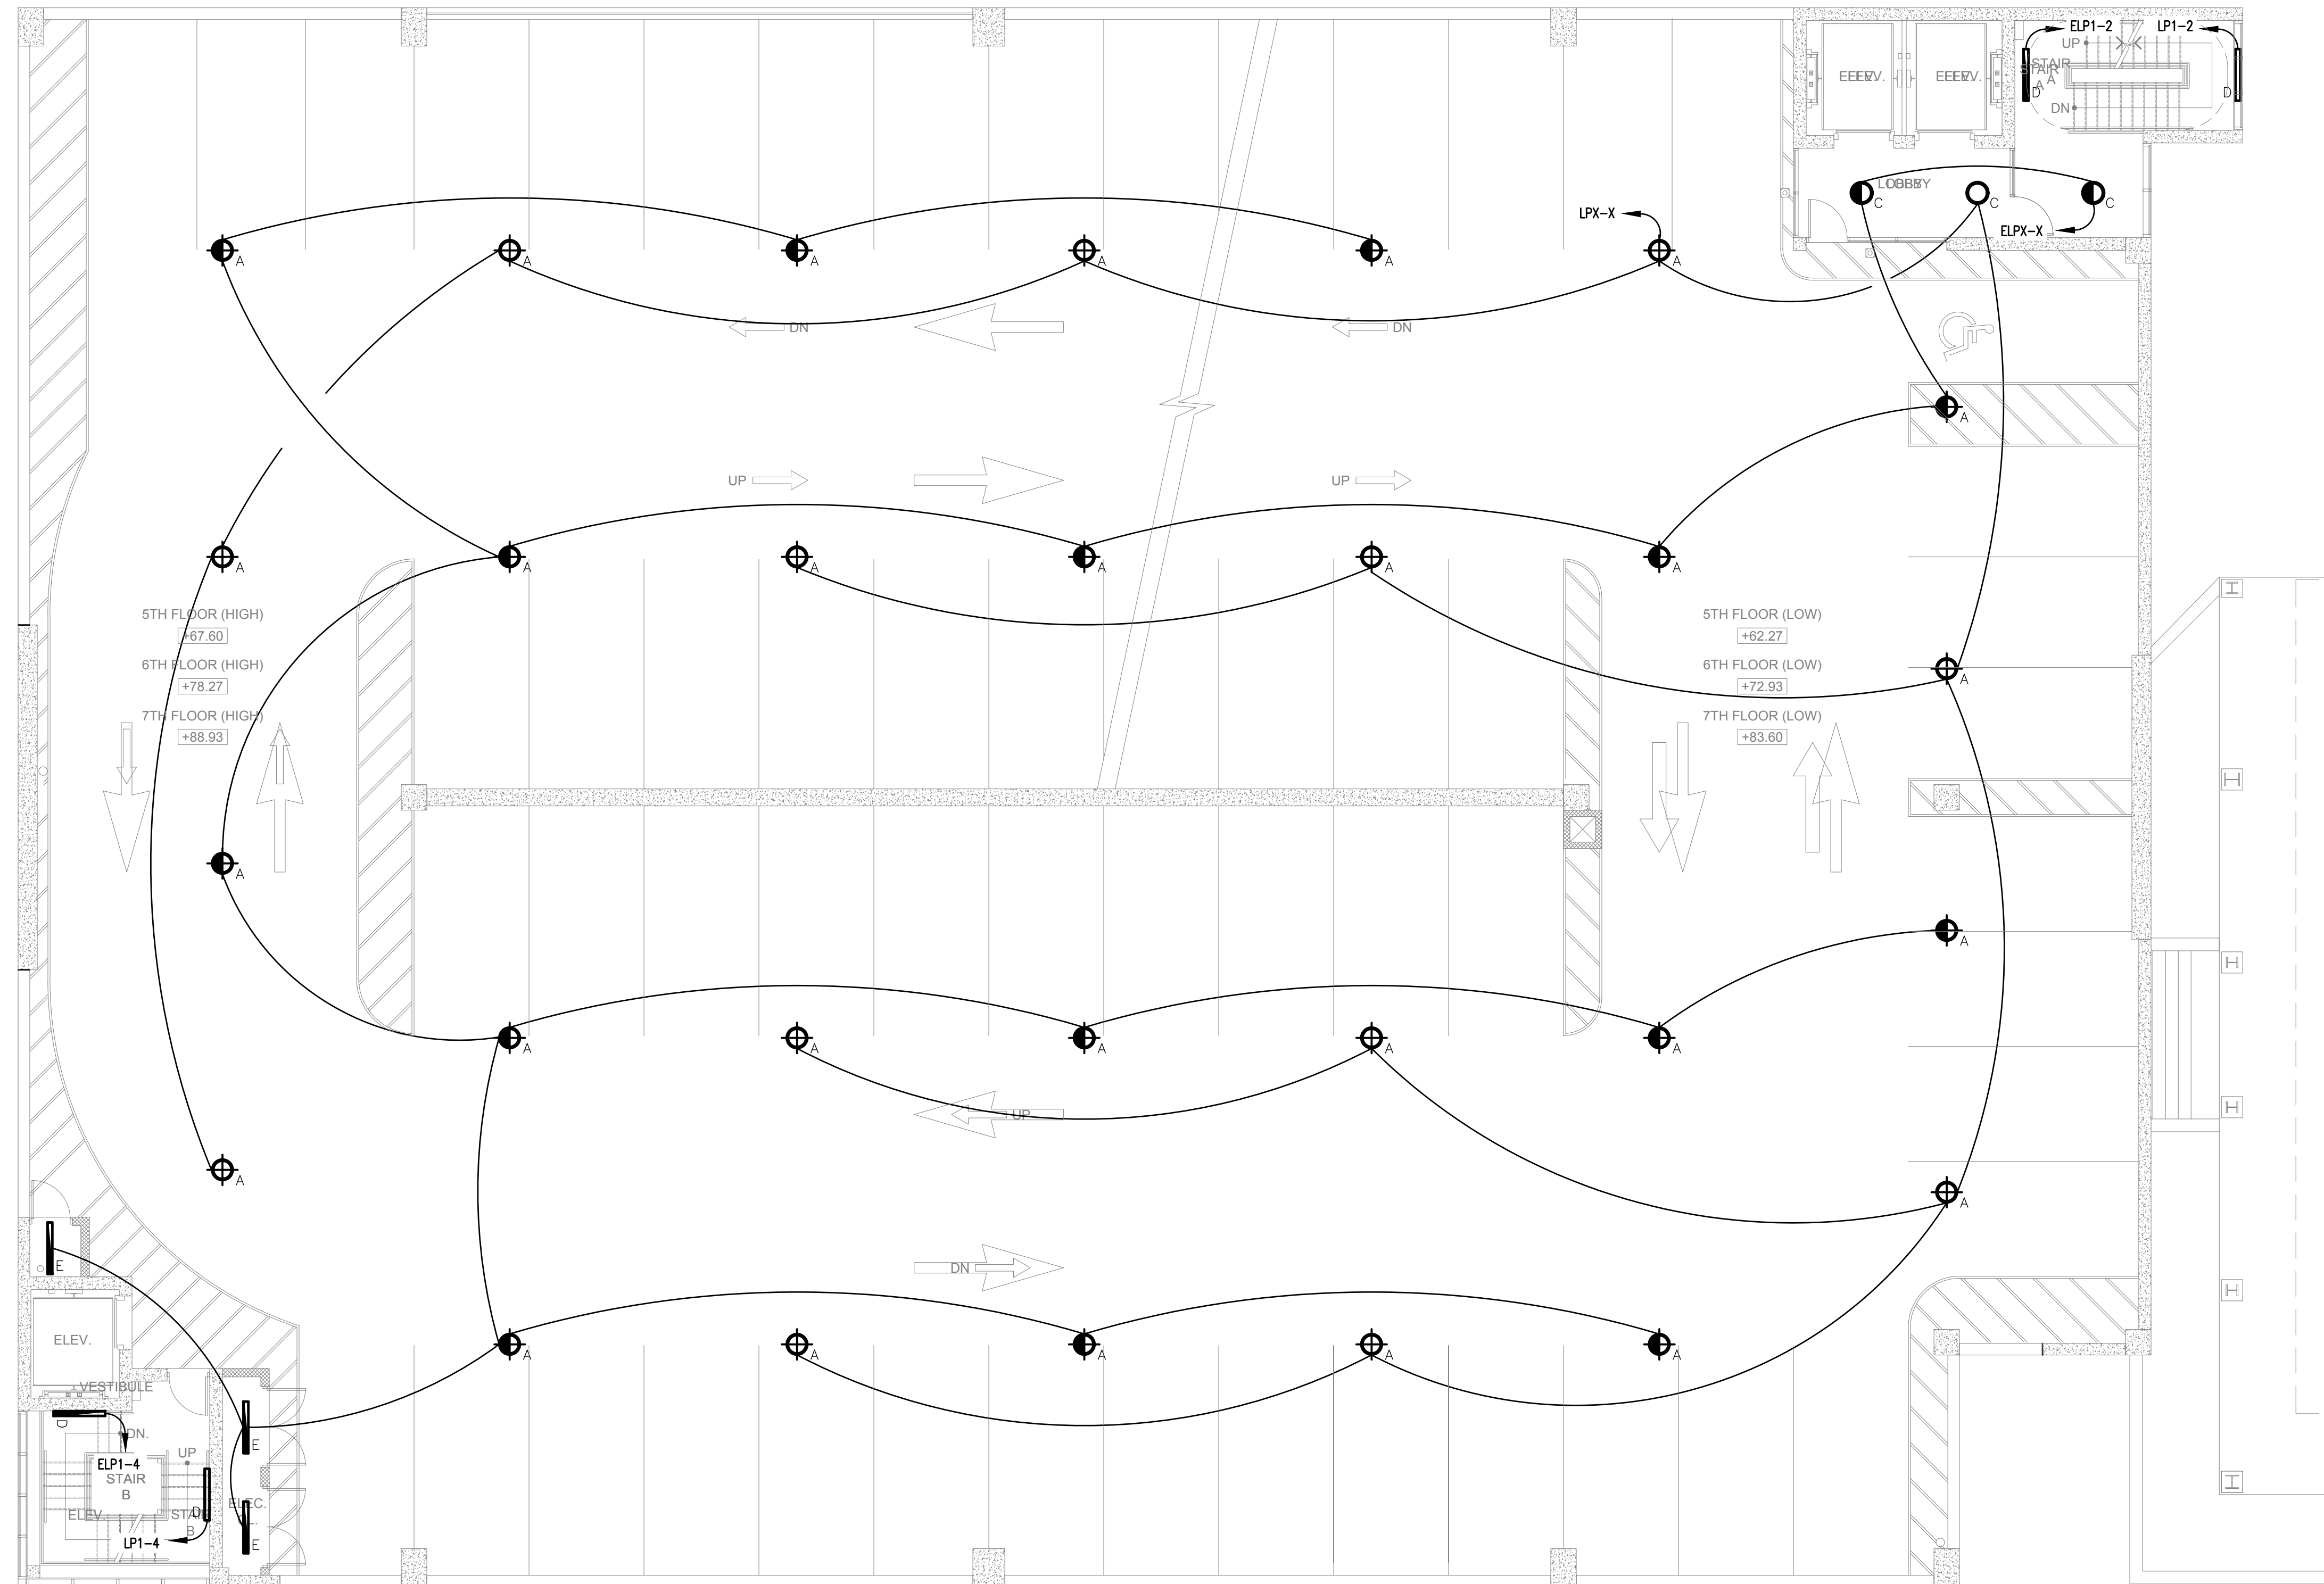 ELP1-2
LP1-2
UP
ELEV.
ELEV.
STAIR
A
STAIR
A
D
D
DN
LOBBY
LOBBY
C
C
C
LPX-X
ELPX-X
A
A
A
A
A
A
DN
DN
A
UP
UP
A
A
A
A
A
A
5TH FLOOR (HIGH)
+67.60
6TH FLOOR (HIGH)
+78.27
7TH FLOOR (HIGH)
+88.93
5TH FLOOR (LOW)
+62.27
6TH FLOOR (LOW)
+72.93
7TH FLOOR (LOW)
+83.60
A
A
A
A
A
A
A
A
UP
A
A
E
DN
ELEV.
A
A
A
A
A
VESTIBULE
D
DN.
UP
ELP1-4
STAIR
B
E
ELEV
STAIR
B
D
ELEC.
LP1-4
E